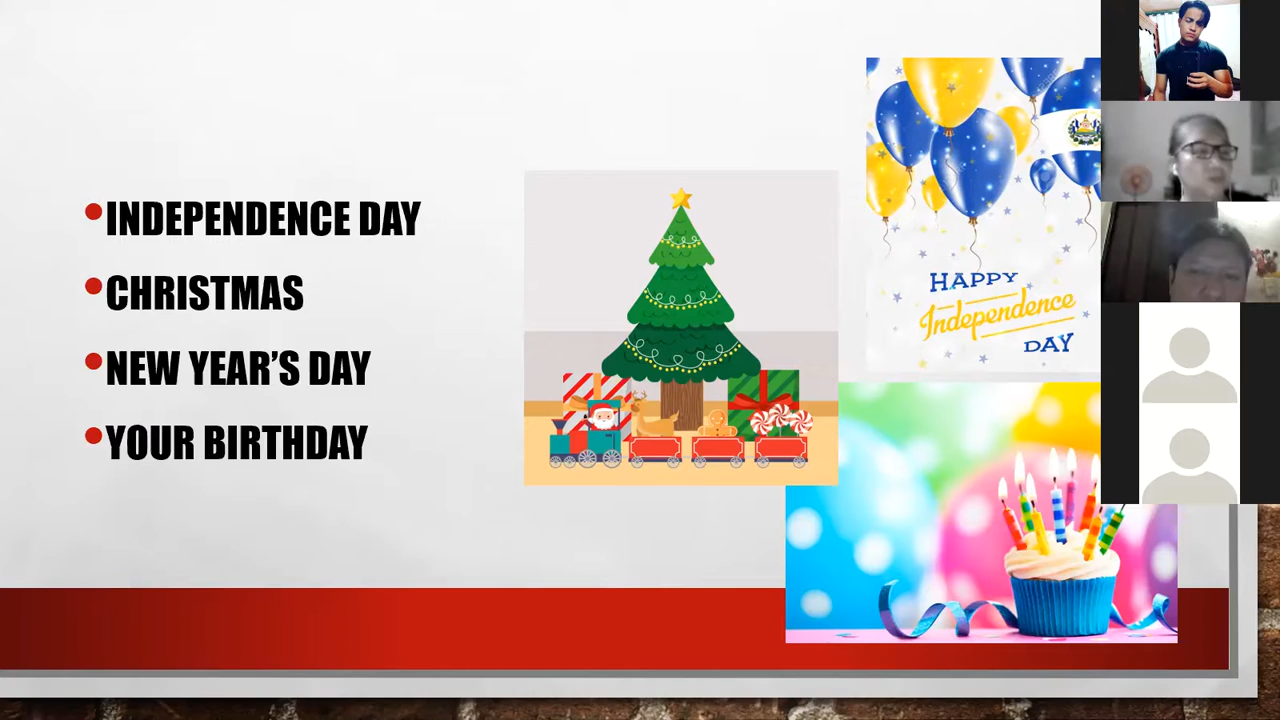 INDEPENDENCE DAY
CHRISTMAS
NEW YEAR’S DAY
YOUR BIRTHDAY
HAPPY
Independence
DAY